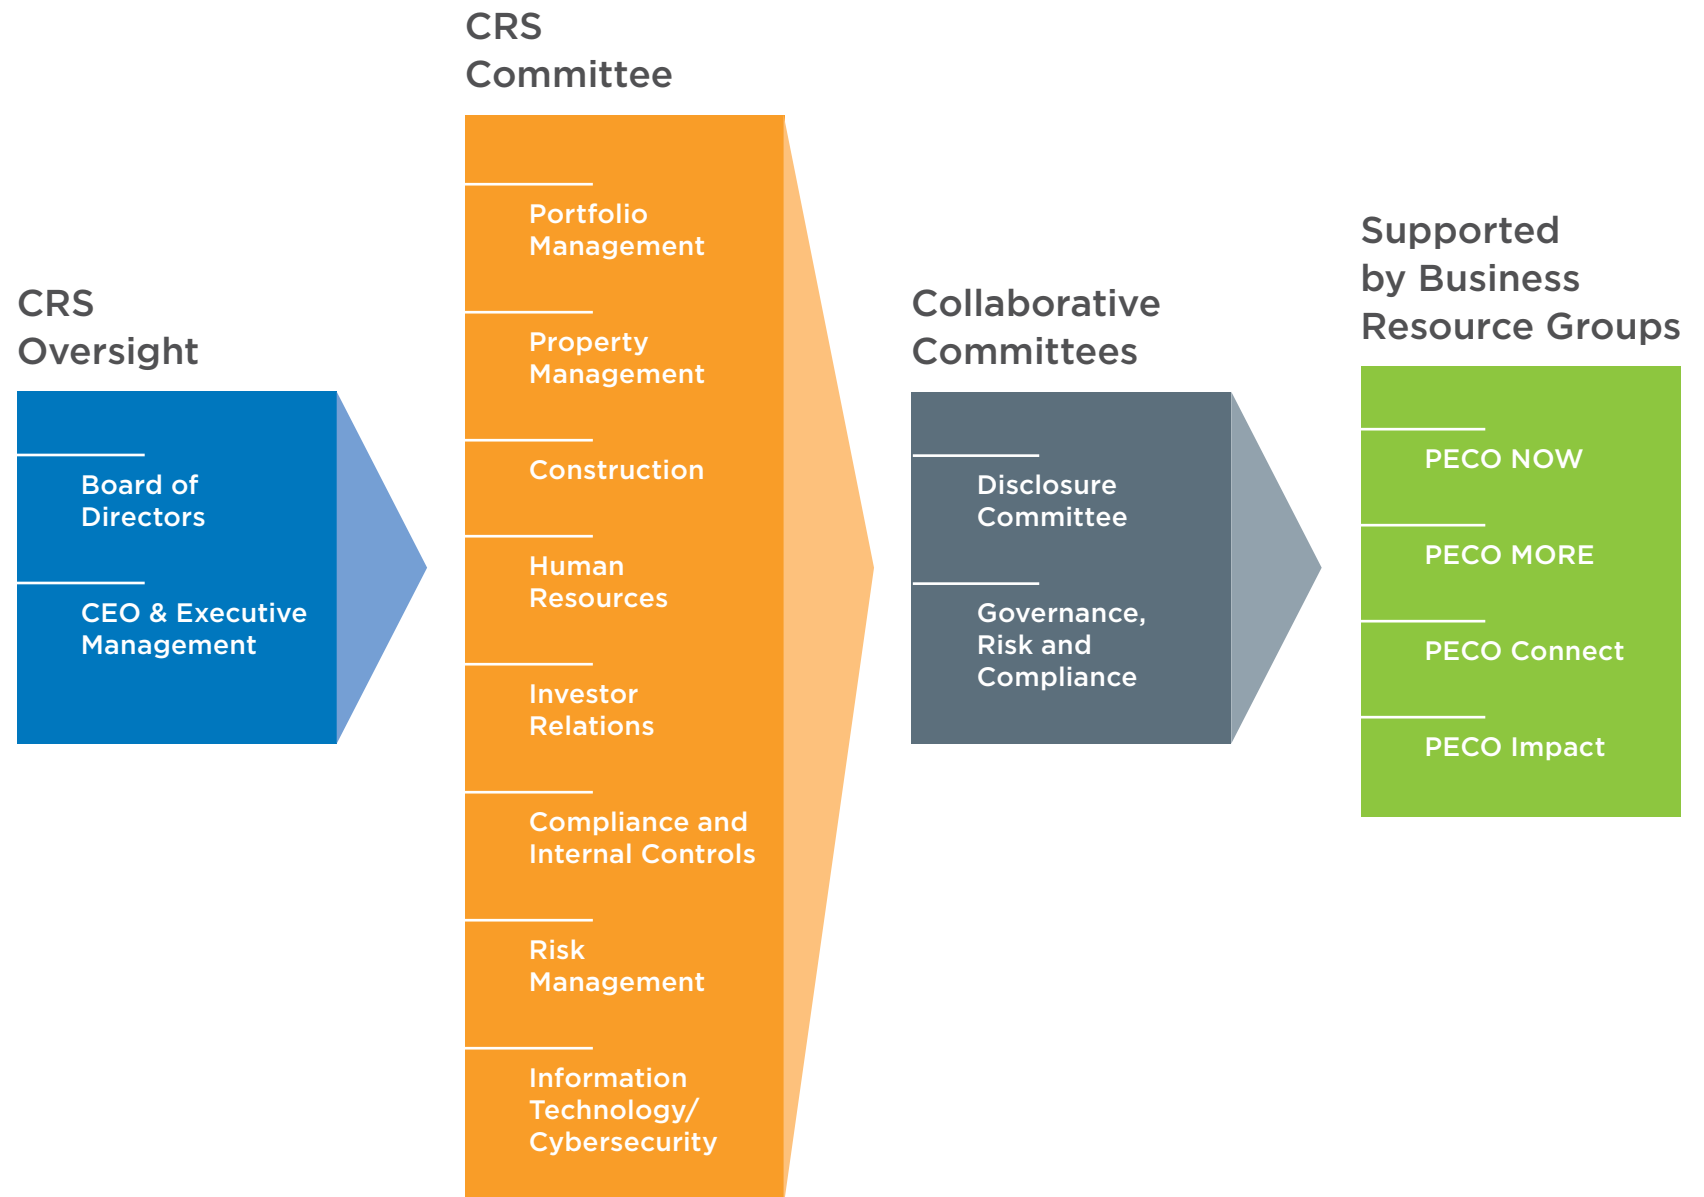 CRS
Oversight
Board of
Directors
CEO & Executive
Management
CRS
Committee
Portfolio
Management
Property
Management
Construction
Human
Resources
Investor
Relations
Compliance and
Internal Controls
Risk
Management
Information
Technology/
Cybersecurity
Collaborative
Committees
Disclosure
Committee
Governance,
Risk and
Compliance
Supported
by Business
Resource Groups
PECO NOW
PECO MORE
PECO Connect
PECO Impact